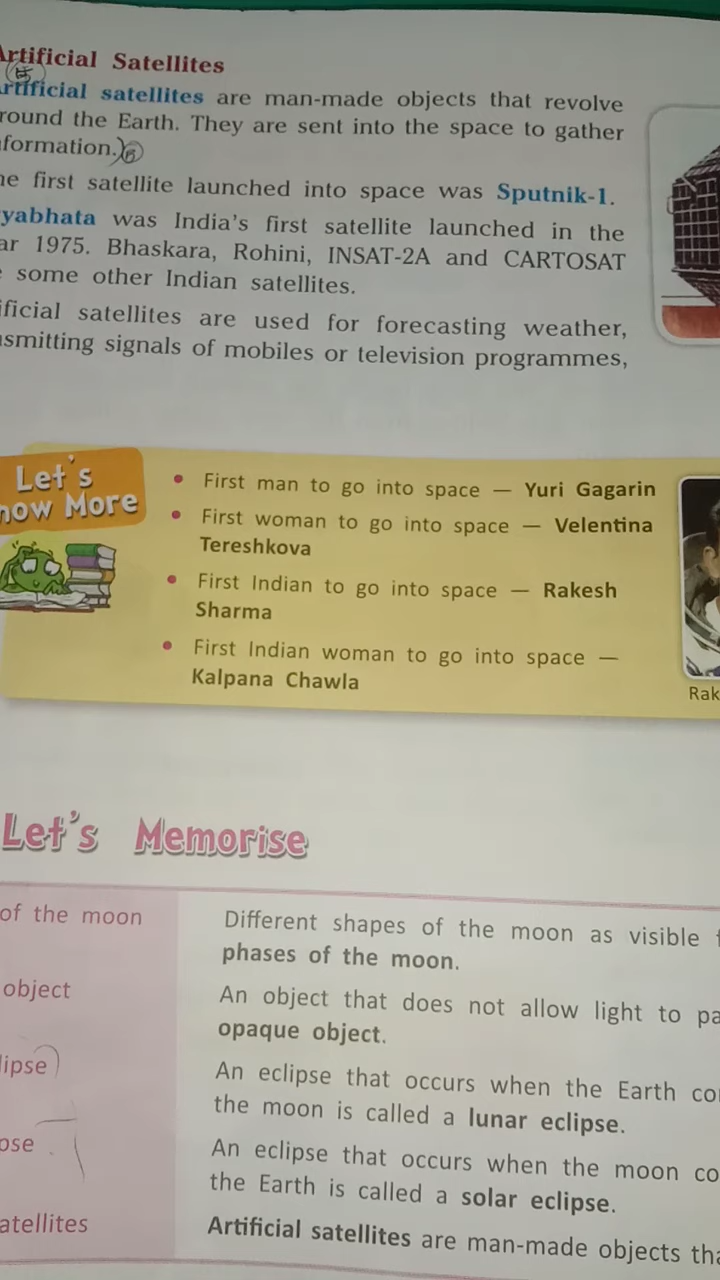 Artificial Satellites
rtificial satellites are man-made objects that revolve
round the Earth. They are sent into the space to gather
formation.
ne first satellite launched into space was Sputnik-1.
yabhata was India's first satellite launched in the
ar 1975. Bhaskara, Rohini, INSAT-2A and CARTOSAT
e some other Indian satellites.
ificial satellites are used for forecasting weather,
nsmitting signals of mobiles or television programmes,
Let's
now More
• First man to go into space — Yuri Gagarin
• First woman to go into space — Velentina
Tereshkova
• First Indian to go into space — Rakesh
Sharma
• First Indian woman to go into space —
Kalpana Chawla
Rak
Let's Memorise
of the moon
Different shapes of the moon as visible f
phases of the moon.
object
An object that does not allow light to pa
opaque object.
lipse
An eclipse that occurs when the Earth co
the moon is called a lunar eclipse.
pse
An eclipse that occurs when the moon co
the Earth is called a solar eclipse.
atellites
Artificial satellites are man-made objects tha